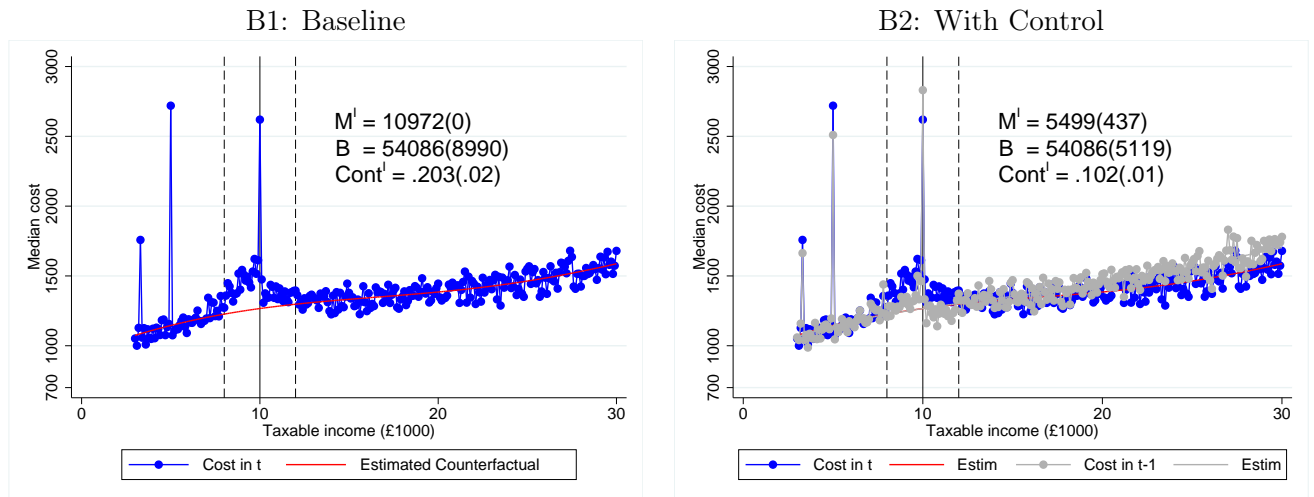 B1: Baseline
3000
2500
2000
1500
1000
700
Median cost
M^I = 10972(0)
B = 54086(8990)
Cont^I = .203(.02)
0 10 20 30
Taxable income (£1000)
Cost in t Estimated Counterfactual
B2: With Control
3000
2500
2000
1500
1000
700
Median cost
M^I = 5499(437)
B = 54086(5119)
Cont^I = .102(.01)
0 10 20 30
Taxable income (£1000)
Cost in t Estim Cost in t-1 Estim